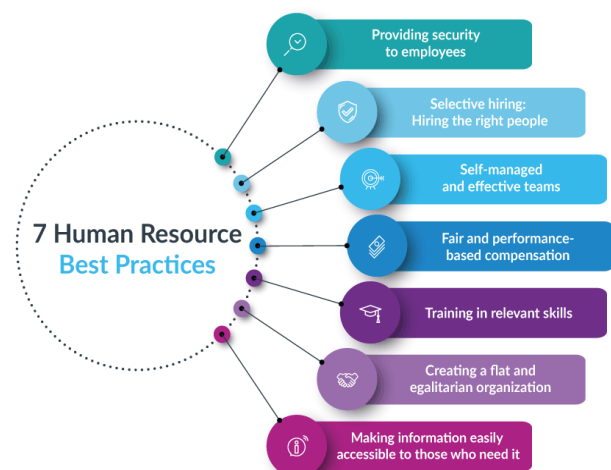 Providing security
to employees
Selective hiring:
Hiring the right people
Self-managed
and effective teams
7 Human Resource
Best Practices
Fair and performance-
based compensation
Training in relevant skills
Creating a flat and
egalitarian organization
Making information easily
accessible to those who need it